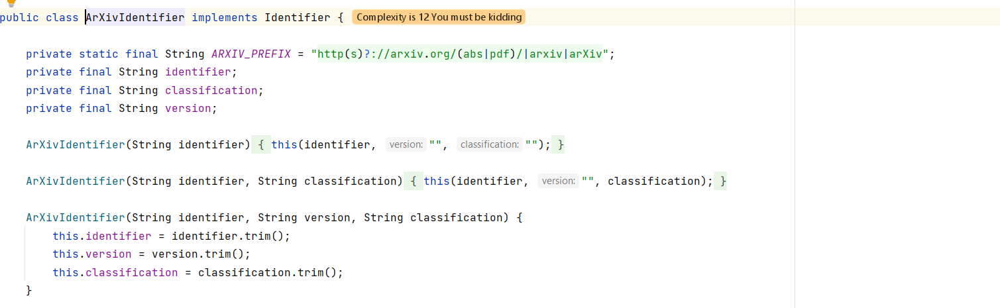 public class ArXivIdentifier implements Identifier { Complexity is 12 You must be kidding
private static final String ARXIV_PREFIX = "http(s)?://arxiv.org/(abs|pdf)/|arxiv|arXiv";
private final String identifier;
private final String classification;
private final String version;
ArXivIdentifier(String identifier) { this(identifier, version: "", classification: ""); }
ArXivIdentifier(String identifier, String classification) { this(identifier, version: "", classification); }
ArXivIdentifier(String identifier, String version, String classification) {
this.identifier = identifier.trim();
this.version = version.trim();
this.classification = classification.trim();
}